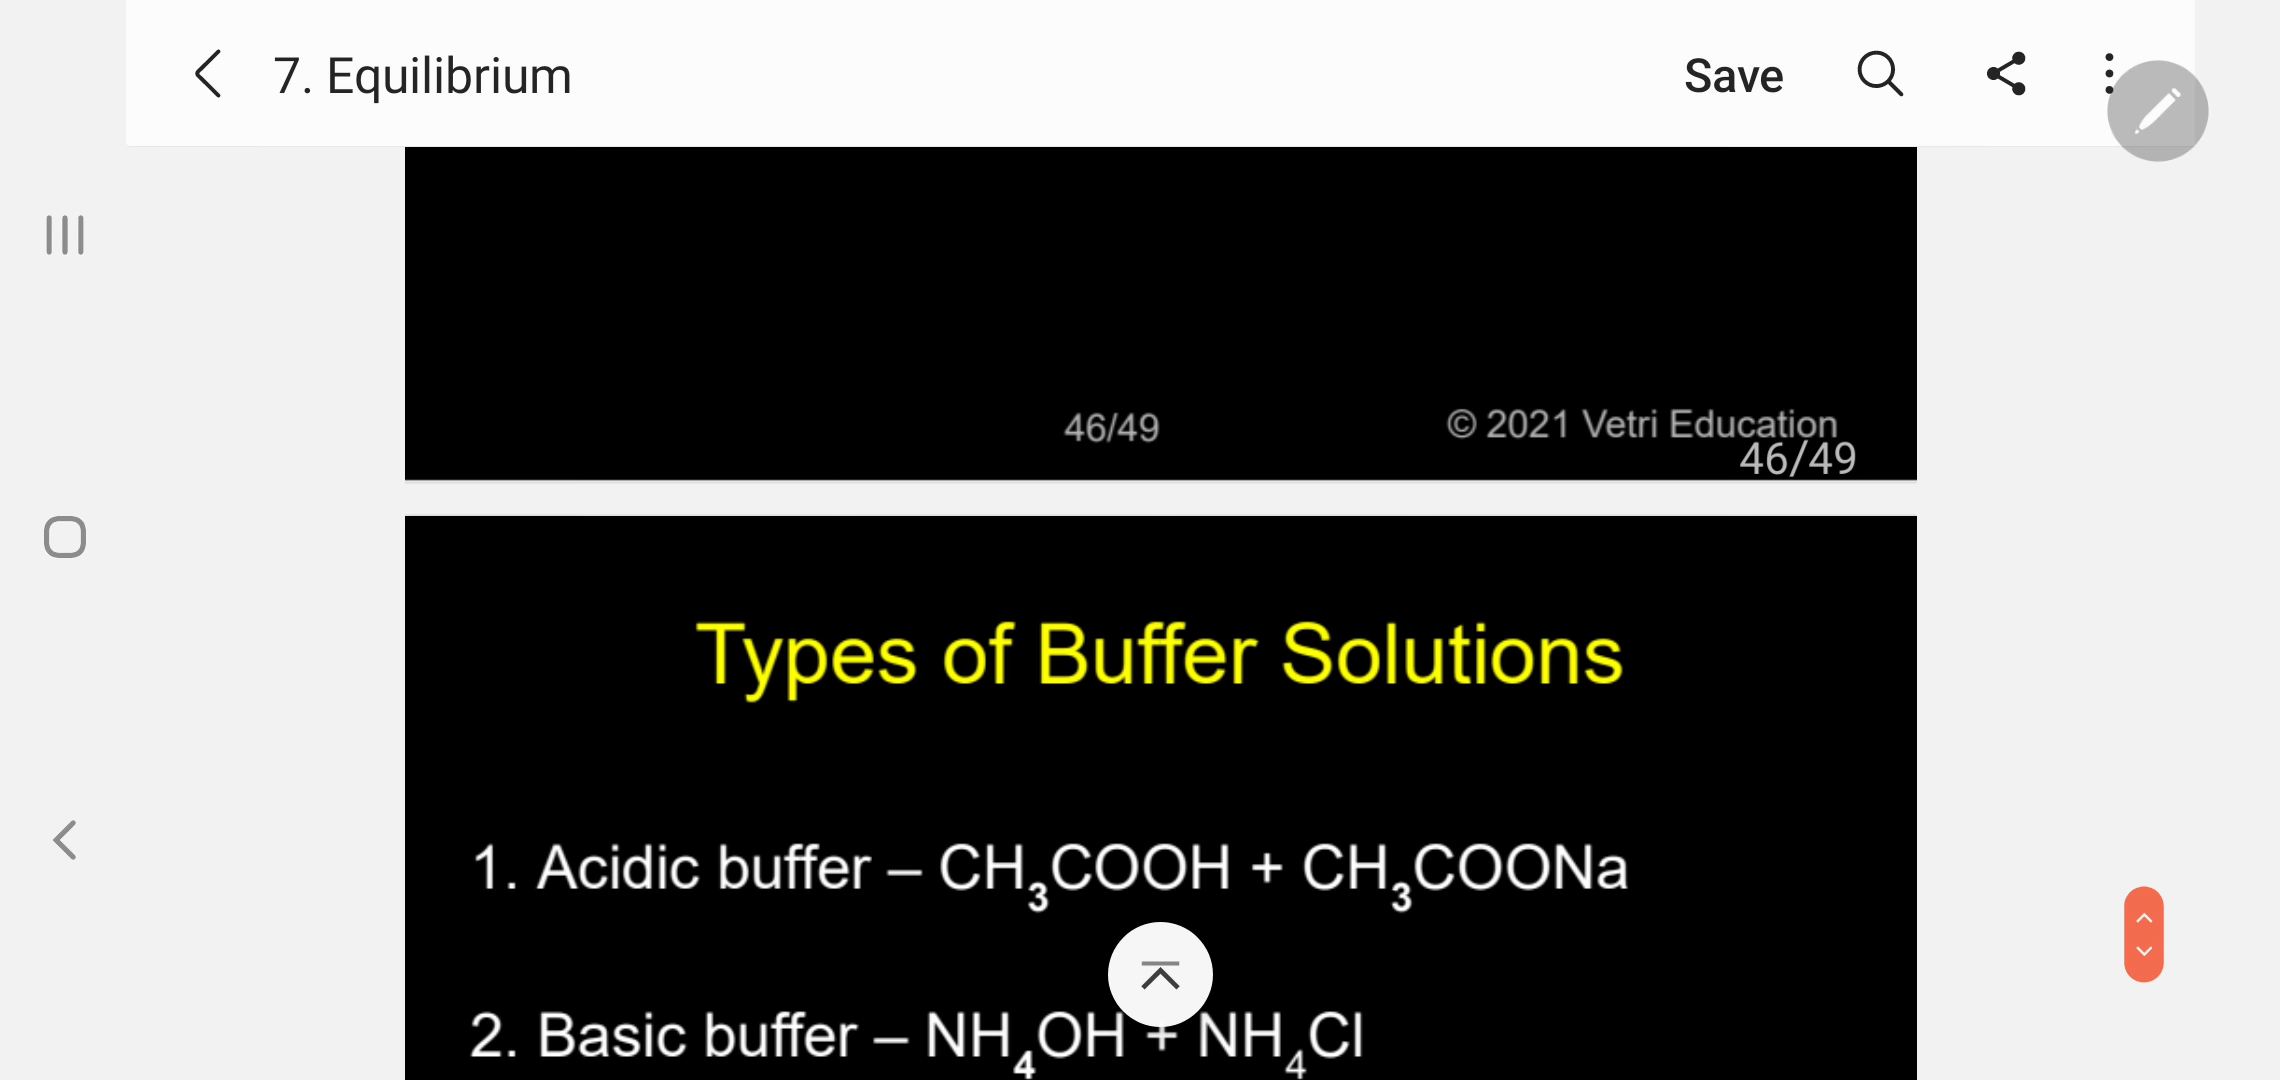 7. Equilibrium
Save
46/49
© 2021 Vetri Education
46/49
Types of Buffer Solutions
1. Acidic buffer – CH₃COOH + CH₃COONa
2. Basic buffer – NH₄OH + NH₄Cl